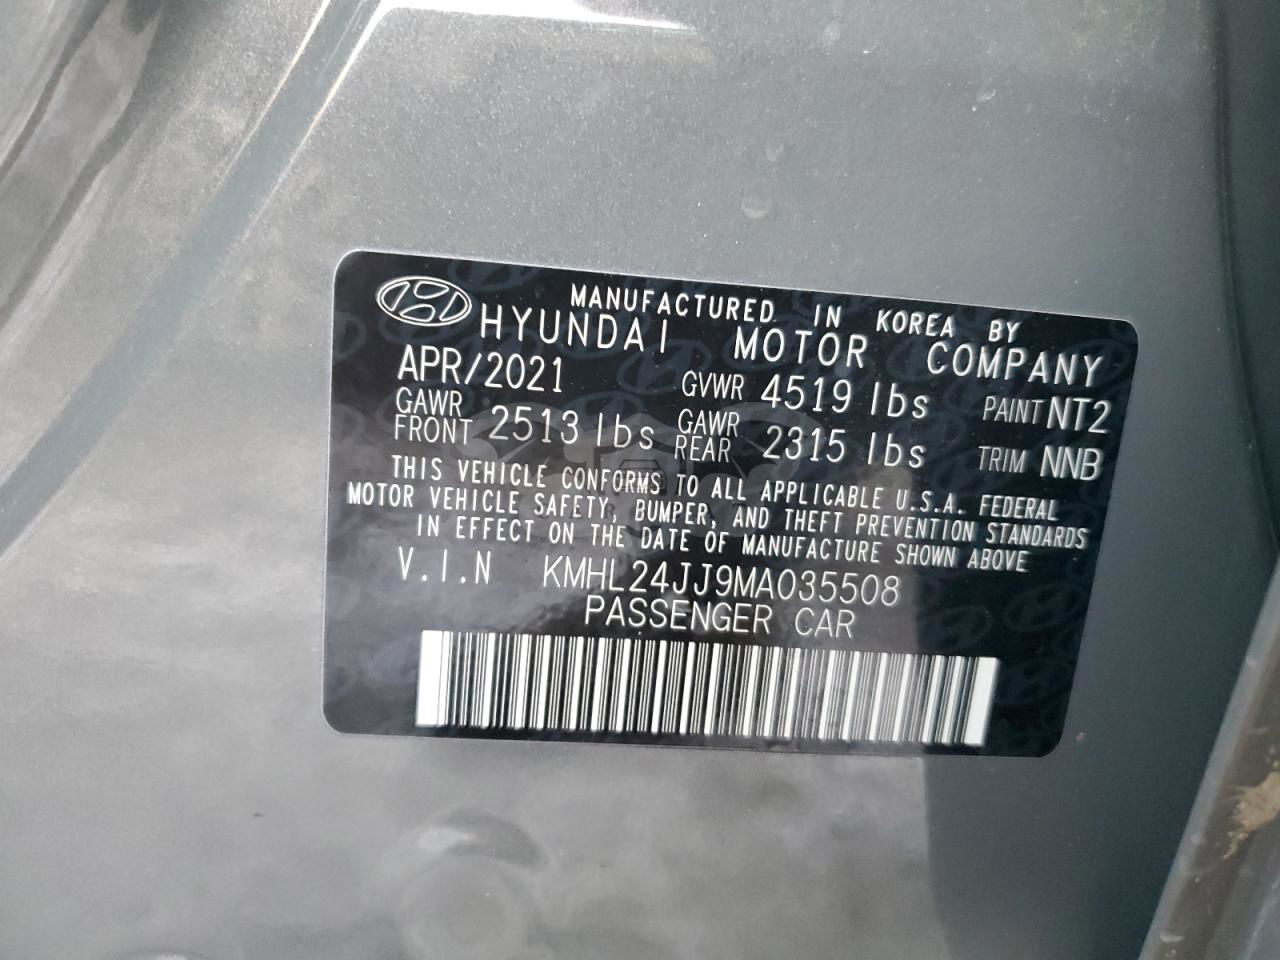 MANUFACTURED IN KOREA BY
HYUNDAI MOTOR COMPANY
APR/2021 GVWR 4519 lbs PAINT NT2
GAWR FRONT 2513 lbs GAWR REAR 2315 lbs TRIM NNB
THIS VEHICLE CONFORMS TO ALL APPLICABLE U.S.A. FEDERAL
MOTOR VEHICLE SAFETY, BUMPER, AND THEFT PREVENTION STANDARDS
IN EFFECT ON THE DATE OF MANUFACTURE SHOWN ABOVE
V.I.N KMHL24JJ9MA035508
PASSENGER CAR